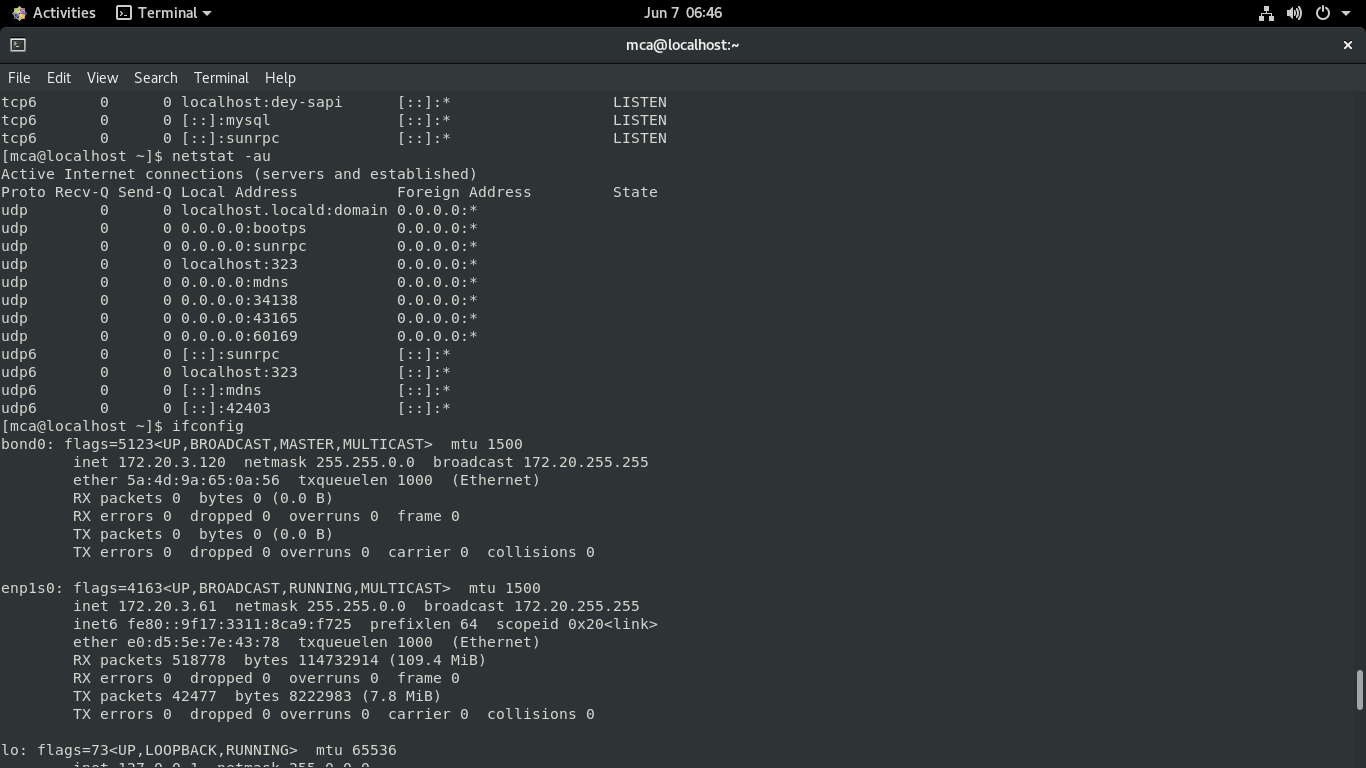 Activities Terminal Jun 7 06:46
mca@localhost:~ ×
File Edit View Search Terminal Help
tcp6       0      0 localhost:dey-sapi      [::]:*                  LISTEN
tcp6       0      0 [::]:mysql              [::]:*                  LISTEN
tcp6       0      0 [::]:sunrpc             [::]:*                  LISTEN
[mca@localhost ~]$ netstat -au
Active Internet connections (servers and established)
Proto Recv-Q Send-Q Local Address           Foreign Address         State
udp        0      0 localhost.locald:domain 0.0.0.0:*
udp        0      0 0.0.0.0:bootps          0.0.0.0:*
udp        0      0 0.0.0.0:sunrpc          0.0.0.0:*
udp        0      0 localhost:323           0.0.0.0:*
udp        0      0 0.0.0.0:mdns            0.0.0.0:*
udp        0      0 0.0.0.0:34138           0.0.0.0:*
udp        0      0 0.0.0.0:43165           0.0.0.0:*
udp        0      0 0.0.0.0:60169           0.0.0.0:*
udp6       0      0 [::]:sunrpc             [::]:*
udp6       0      0 localhost:323           [::]:*
udp6       0      0 [::]:mdns               [::]:*
udp6       0      0 [::]:42403              [::]:*
[mca@localhost ~]$ ifconfig
bond0: flags=5123<UP,BROADCAST,MASTER,MULTICAST>  mtu 1500
        inet 172.20.3.120  netmask 255.255.0.0  broadcast 172.20.255.255
        ether 5a:4d:9a:65:0a:56  txqueuelen 1000  (Ethernet)
        RX packets 0  bytes 0 (0.0 B)
        RX errors 0  dropped 0  overruns 0  frame 0
        TX packets 0  bytes 0 (0.0 B)
        TX errors 0  dropped 0 overruns 0  carrier 0  collisions 0

enp1s0: flags=4163<UP,BROADCAST,RUNNING,MULTICAST>  mtu 1500
        inet 172.20.3.61  netmask 255.255.0.0  broadcast 172.20.255.255
        inet6 fe80::9f17:3311:8ca9:f725  prefixlen 64  scopeid 0x20<link>
        ether e0:d5:5e:7e:43:78  txqueuelen 1000  (Ethernet)
        RX packets 518778  bytes 114732914 (109.4 MiB)
        RX errors 0  dropped 0  overruns 0  frame 0
        TX packets 42477  bytes 8222983 (7.8 MiB)
        TX errors 0  dropped 0 overruns 0  carrier 0  collisions 0

lo: flags=73<UP,LOOPBACK,RUNNING>  mtu 65536
        inet 127.0.0.1  netmask 255.0.0.0